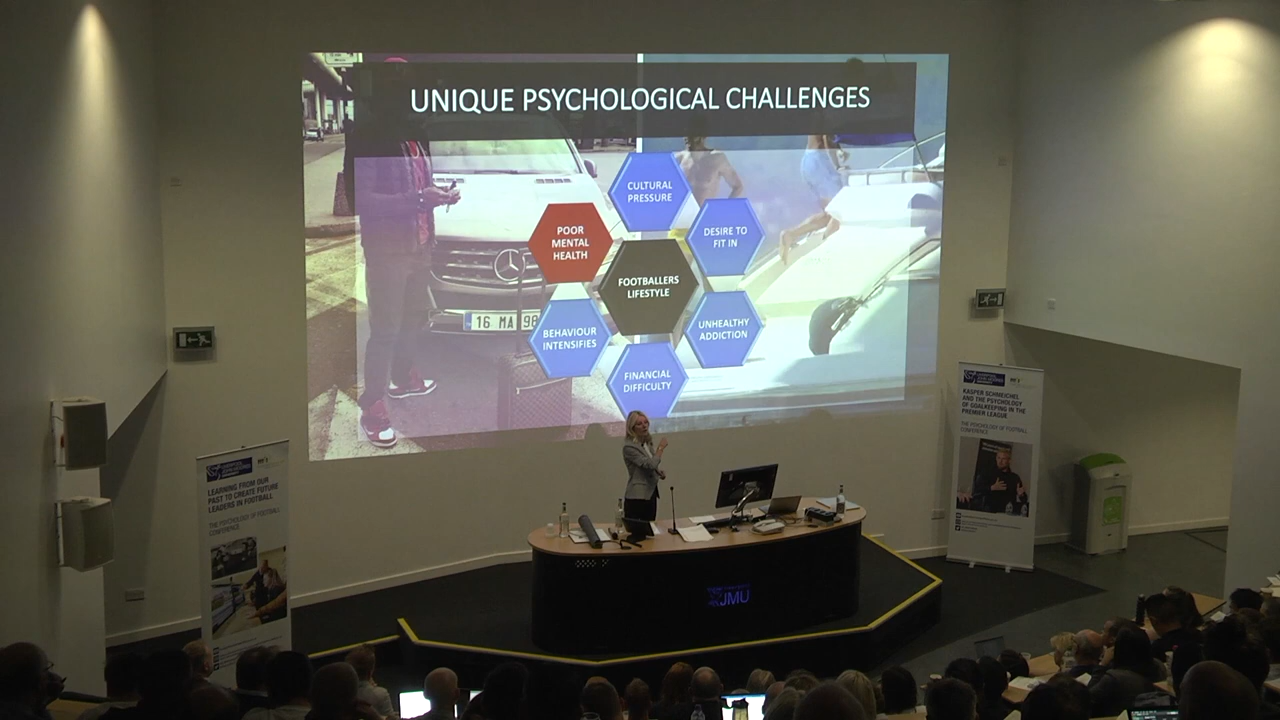 UNIQUE PSYCHOLOGICAL CHALLENGES
CULTURAL
PRESSURE
POOR
MENTAL
HEALTH
DESIRE TO
FIT IN
FOOTBALLERS
LIFESTYLE
BEHAVIOUR
INTENSIFIES
UNHEALTHY
ADDICTION
FINANCIAL
DIFFICULTY
16 MA 98
LEARNING FROM OUR
PAST TO CREATE FUTURE
LEADERS IN FOOTBALL
THE PSYCHOLOGY OF FOOTBALL
CONFERENCE
KASPER SCHMEICHEL
AND THE PSYCHOLOGY
OF GOALKEEPING IN THE
PREMIER LEAGUE
THE PSYCHOLOGY OF FOOTBALL
CONFERENCE
JMU